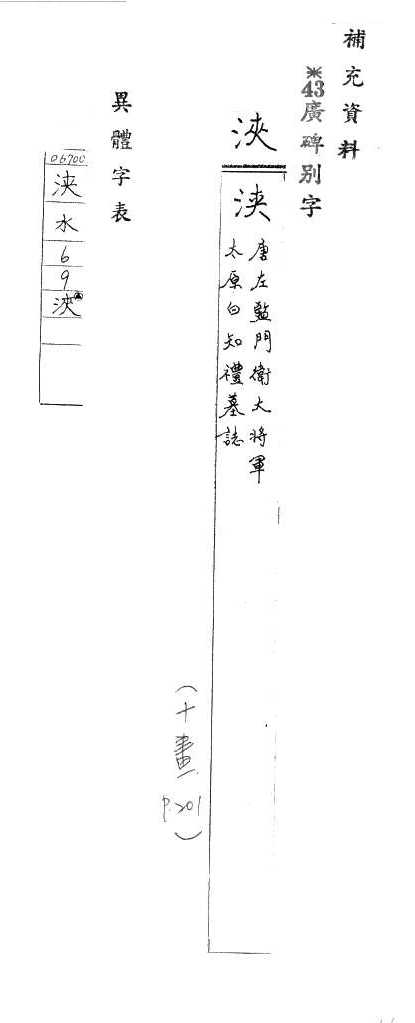 補充資料
※43廣碑別字
浹
浃
唐左監門衛大將軍
太原白知禮墓誌
(十畫
P.201)
異體字表
06700
浃
水
6
9
浹